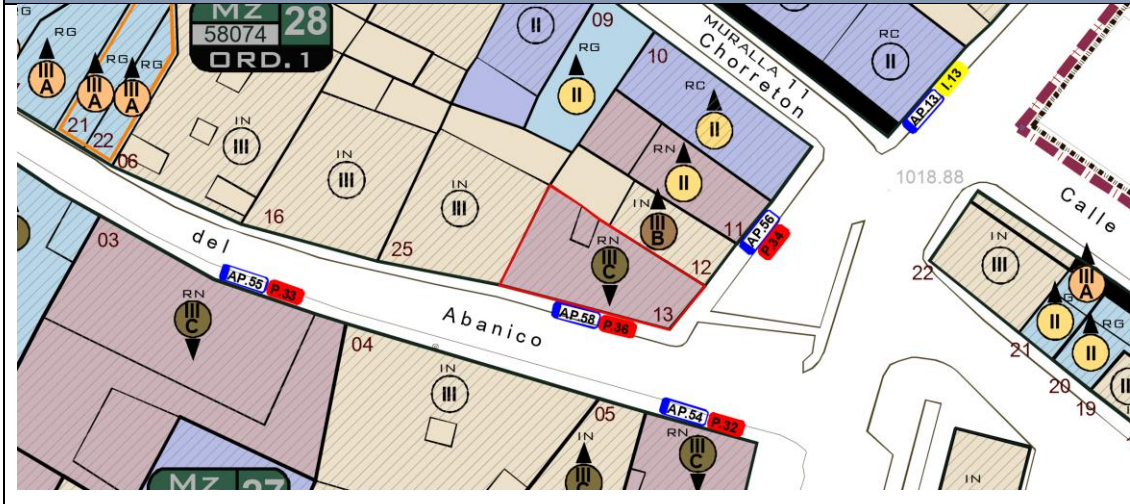 MZ 28
58074
ORD.1
RG
III
A
RG
III
A
RG
III
A
21
22
06
IN
III
16
IN
III
25
IN
III
II
09
RG
II
10
RC
II
RN
II
11
IN
III
B
12
RN
III
C
13
MURALLA 11
Chorreton
RC
II
AP.13
I.13
AP.56
P.34
1018.88
Calle
del
Abanico
AP.55
P.33
AP.58
P.36
AP.54
P.32
03
RN
III
C
04
IN
III
05
IN
III
C
RN
III
C
22
IN
III
III
A
RG
II
RG
II
II
21
20
19
IN
MZ 27